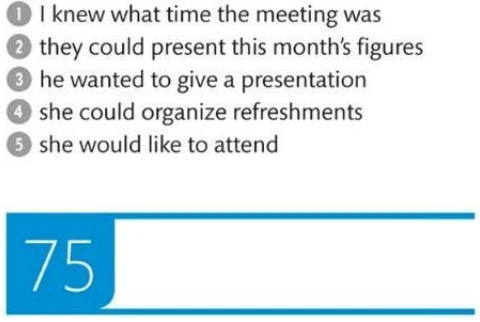 1 I knew what time the meeting was
2 they could present this month's figures
3 he wanted to give a presentation
4 she could organize refreshments
5 she would like to attend
75